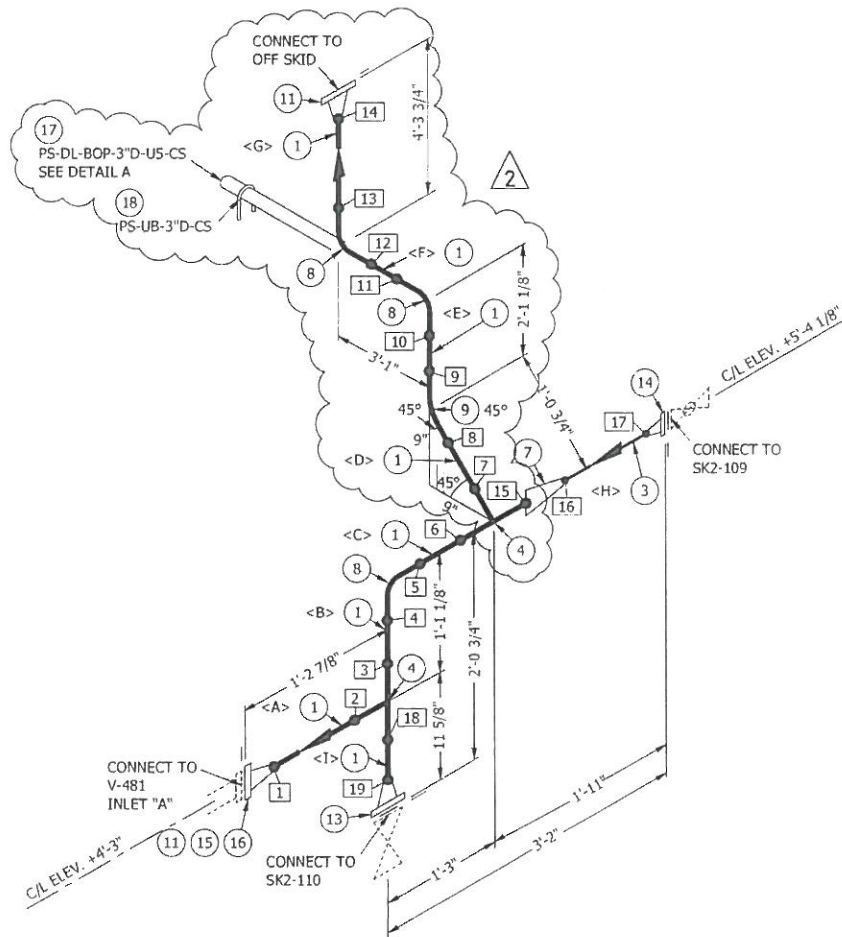 CONNECT TO
OFF SKID
11
14
<G>
1
4'-3 3/4"
17
PS-DL-BOP-3"D-U5-CS
SEE DETAIL A
18
PS-UB-3"D-CS
13
2
12
<F>
1
11
8
8
<E>
1
2'-1 1/8"
10
3'-1"
9
C/L ELEV. +5'-4 1/8"
45°
9
45°
1'-0 3/4"
14
9"
8
17
CONNECT TO
SK2-109
<D>
1
7
7
45°
15
<H>
3
9"
16
6
<C>
1
4
8
5
<B>
1
4
1'-1 1/8"
2'-0 3/4"
1'-2 7/8"
3
4
<A>
1
2
18
11 5/8"
<I>
1
CONNECT TO
V-481
INLET "A"
1
19
C/L ELEV. +4'-3"
11
15
16
13
CONNECT TO
SK2-110
1'-3"
1'-11"
3'-2"